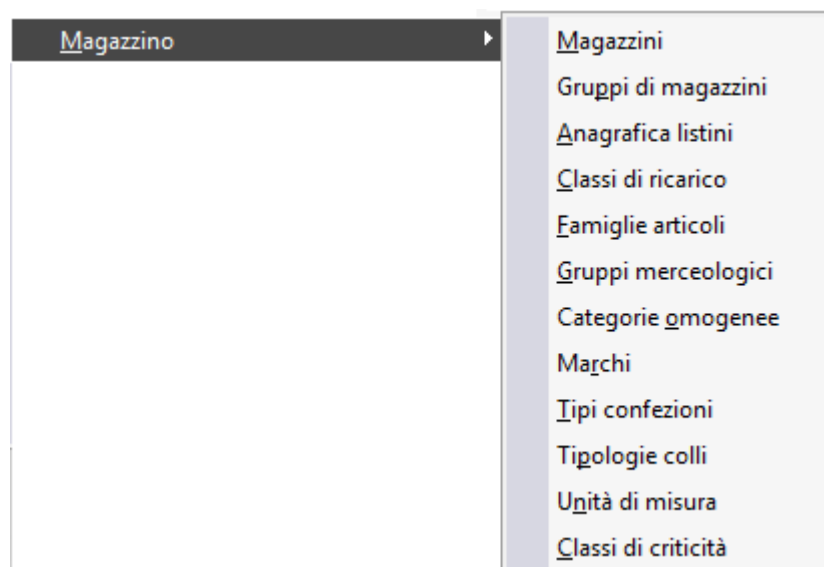 Magazzino
Magazzini
Gruppi di magazzini
Anagrafica listini
Classi di ricarico
Famiglie articoli
Gruppi merceologici
Categorie omogenee
Marchi
Tipi confezioni
Tipologie colli
Unità di misura
Classi di criticità